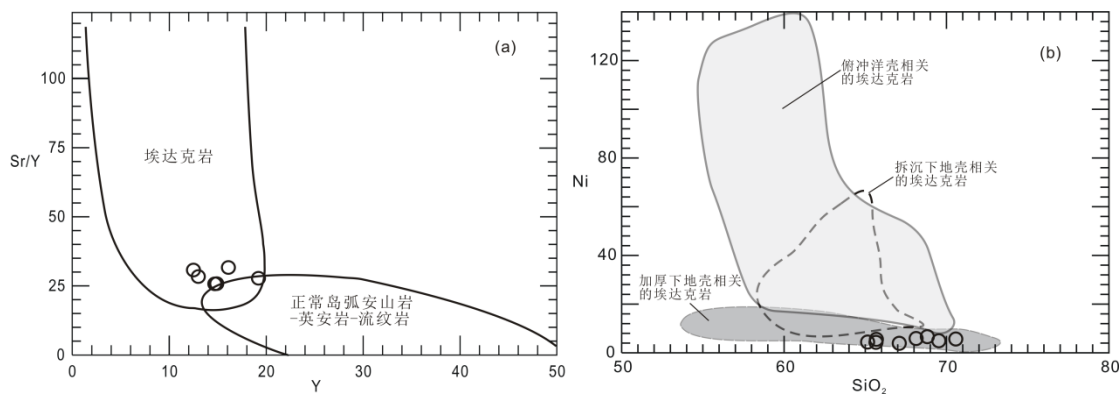 (a)
100
75
Sr/Y
50
25
0
埃达克岩
正常岛弧安山岩
-英安岩-流纹岩
0
10
20
30
40
50
Y
(b)
120
80
Ni
40
0
俯冲洋壳相关
的埃达克岩
拆沉下地壳相关
的埃达克岩
加厚下地壳相关
的埃达克岩
50
60
70
80
SiO₂